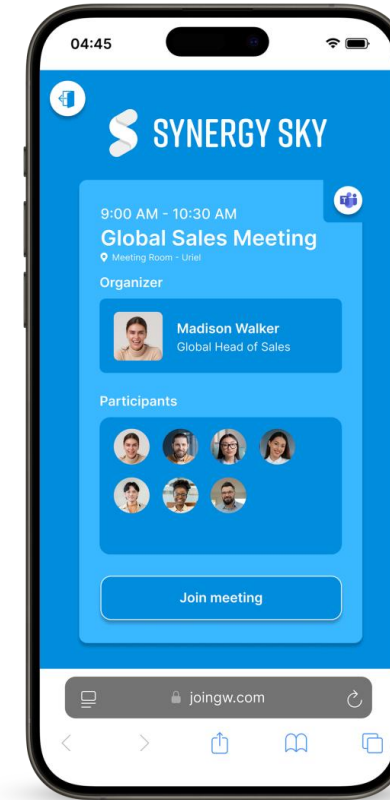 04:45
SYNERGY SKY
9:00 AM - 10:30 AM
Global Sales Meeting
Meeting Room - Uriel
Organizer
Madison Walker
Global Head of Sales
Participants
Join meeting
joingw.com